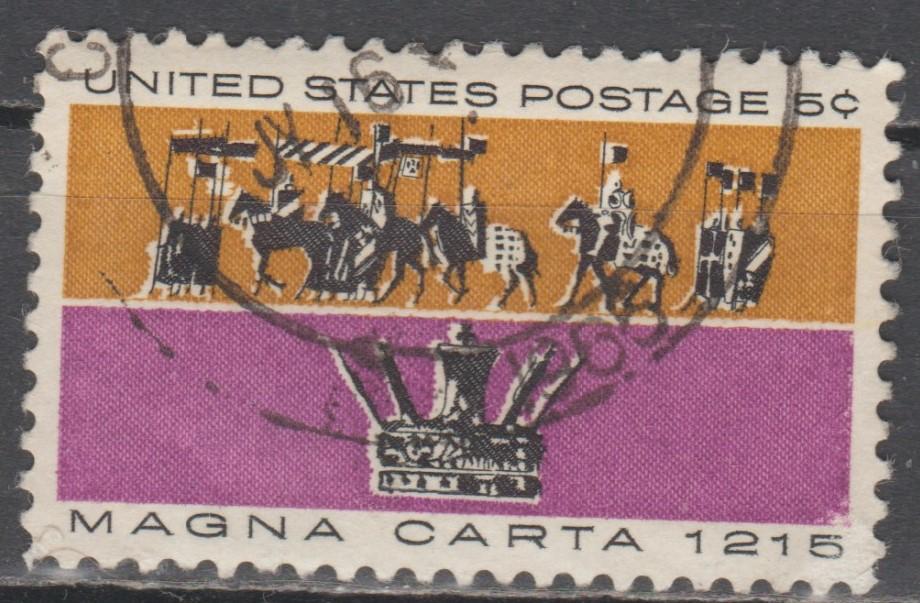 UNITED STATES POSTAGE 5¢
MAGNA CARTA 1215